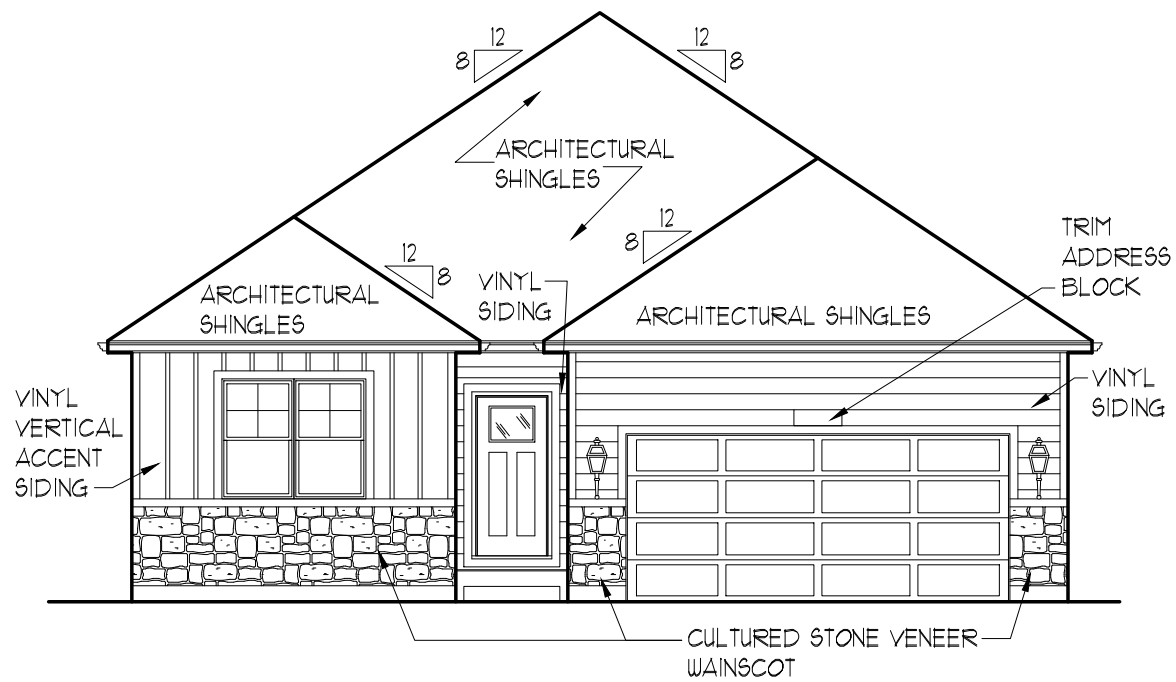 12
8
12
8
ARCHITECTURAL
SHINGLES
12
8
12
8
TRIM
ADDRESS
BLOCK
VINYL
SIDING
ARCHITECTURAL
SHINGLES
ARCHITECTURAL SHINGLES
VINYL
SIDING
VINYL
VERTICAL
ACCENT
SIDING
CULTURED STONE VENEER
WAINSCOT